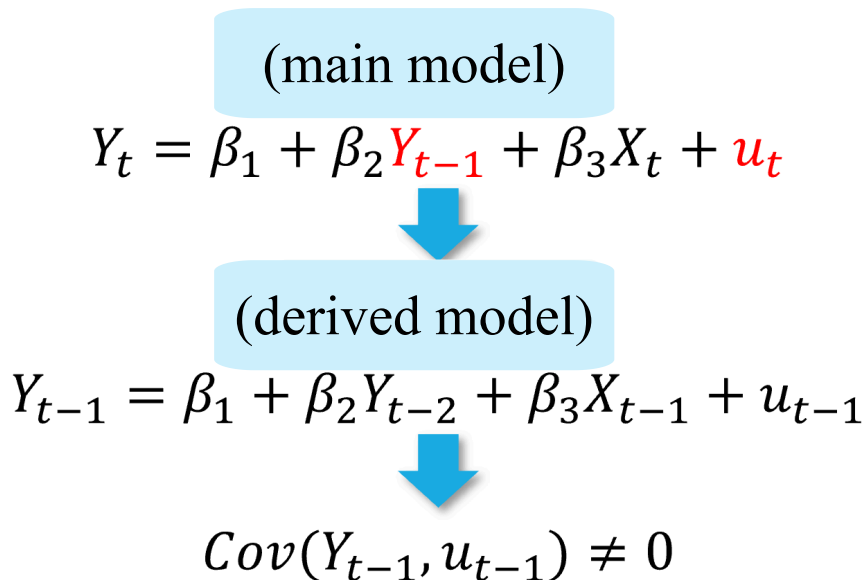 (main model)
Yₜ = β₁ + β₂Yₜ₋₁ + β₃Xₜ + uₜ
(derived model)
Yₜ₋₁ = β₁ + β₂Yₜ₋₂ + β₃Xₜ₋₁ + uₜ₋₁
Cov(Yₜ₋₁, uₜ₋₁) ≠ 0